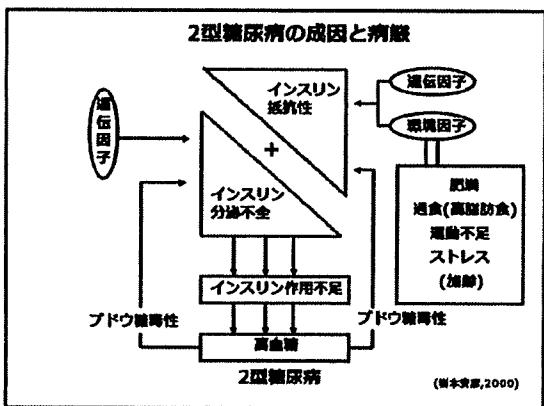 2型糖尿病の成因と病態
遺伝因子
インスリン
抵抗性
+
インスリン
分泌不全
遺伝因子
環境因子
肥満
過食(高脂肪食)
運動不足
ストレス
(加齢)
インスリン作用不足
ブドウ糖毒性
ブドウ糖毒性
高血糖
2型糖尿病
2000)